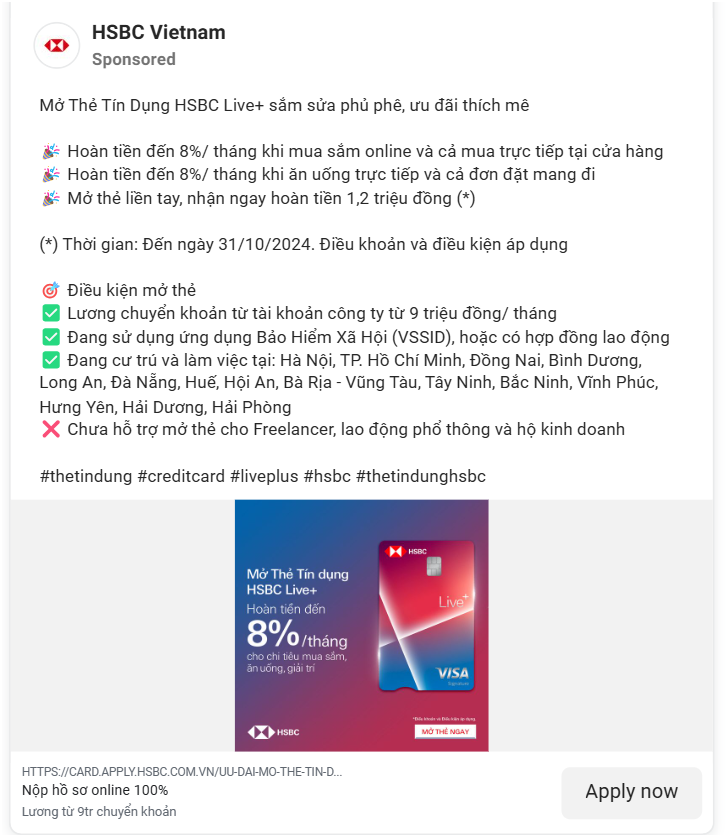 HSBC Vietnam
Sponsored
Mở Thẻ Tín Dụng HSBC Live+ sắm sửa phủ phê, ưu đãi thích mê
🎉 Hoàn tiền đến 8%/ tháng khi mua sắm online và cả mua trực tiếp tại cửa hàng
🎉 Hoàn tiền đến 8%/ tháng khi ăn uống trực tiếp và cả đơn đặt mang đi
🎉 Mở thẻ liền tay, nhận ngay hoàn tiền 1,2 triệu đồng (*)
(*) Thời gian: Đến ngày 31/10/2024. Điều khoản và điều kiện áp dụng
🎯 Điều kiện mở thẻ
✅ Lương chuyển khoản từ tài khoản công ty từ 9 triệu đồng/ tháng
✅ Đang sử dụng ứng dụng Bảo Hiểm Xã Hội (VSSID), hoặc có hợp đồng lao động
✅ Đang cư trú và làm việc tại: Hà Nội, TP. Hồ Chí Minh, Đồng Nai, Bình Dương,
Long An, Đà Nẵng, Huế, Hội An, Bà Rịa - Vũng Tàu, Tây Ninh, Bắc Ninh, Vĩnh Phúc,
Hưng Yên, Hải Dương, Hải Phòng
❌ Chưa hỗ trợ mở thẻ cho Freelancer, lao động phổ thông và hộ kinh doanh
#thetindung #creditcard #liveplus #hsbc #thetindunghsbc
Mở Thẻ Tín dụng
HSBC Live+
Hoàn tiền đến
8%/tháng
cho chi tiêu mua sắm,
ăn uống, giải trí
HSBC
Live+
VISA
Signature
HSBC
*Điều khoản và Điều kiện áp dụng
MỞ THẺ NGAY
HTTPS://CARD.APPLY.HSBC.COM.VN/UU-DAI-MO-THE-TIN-D...
Nộp hồ sơ online 100%
Lương từ 9tr chuyển khoản
Apply now